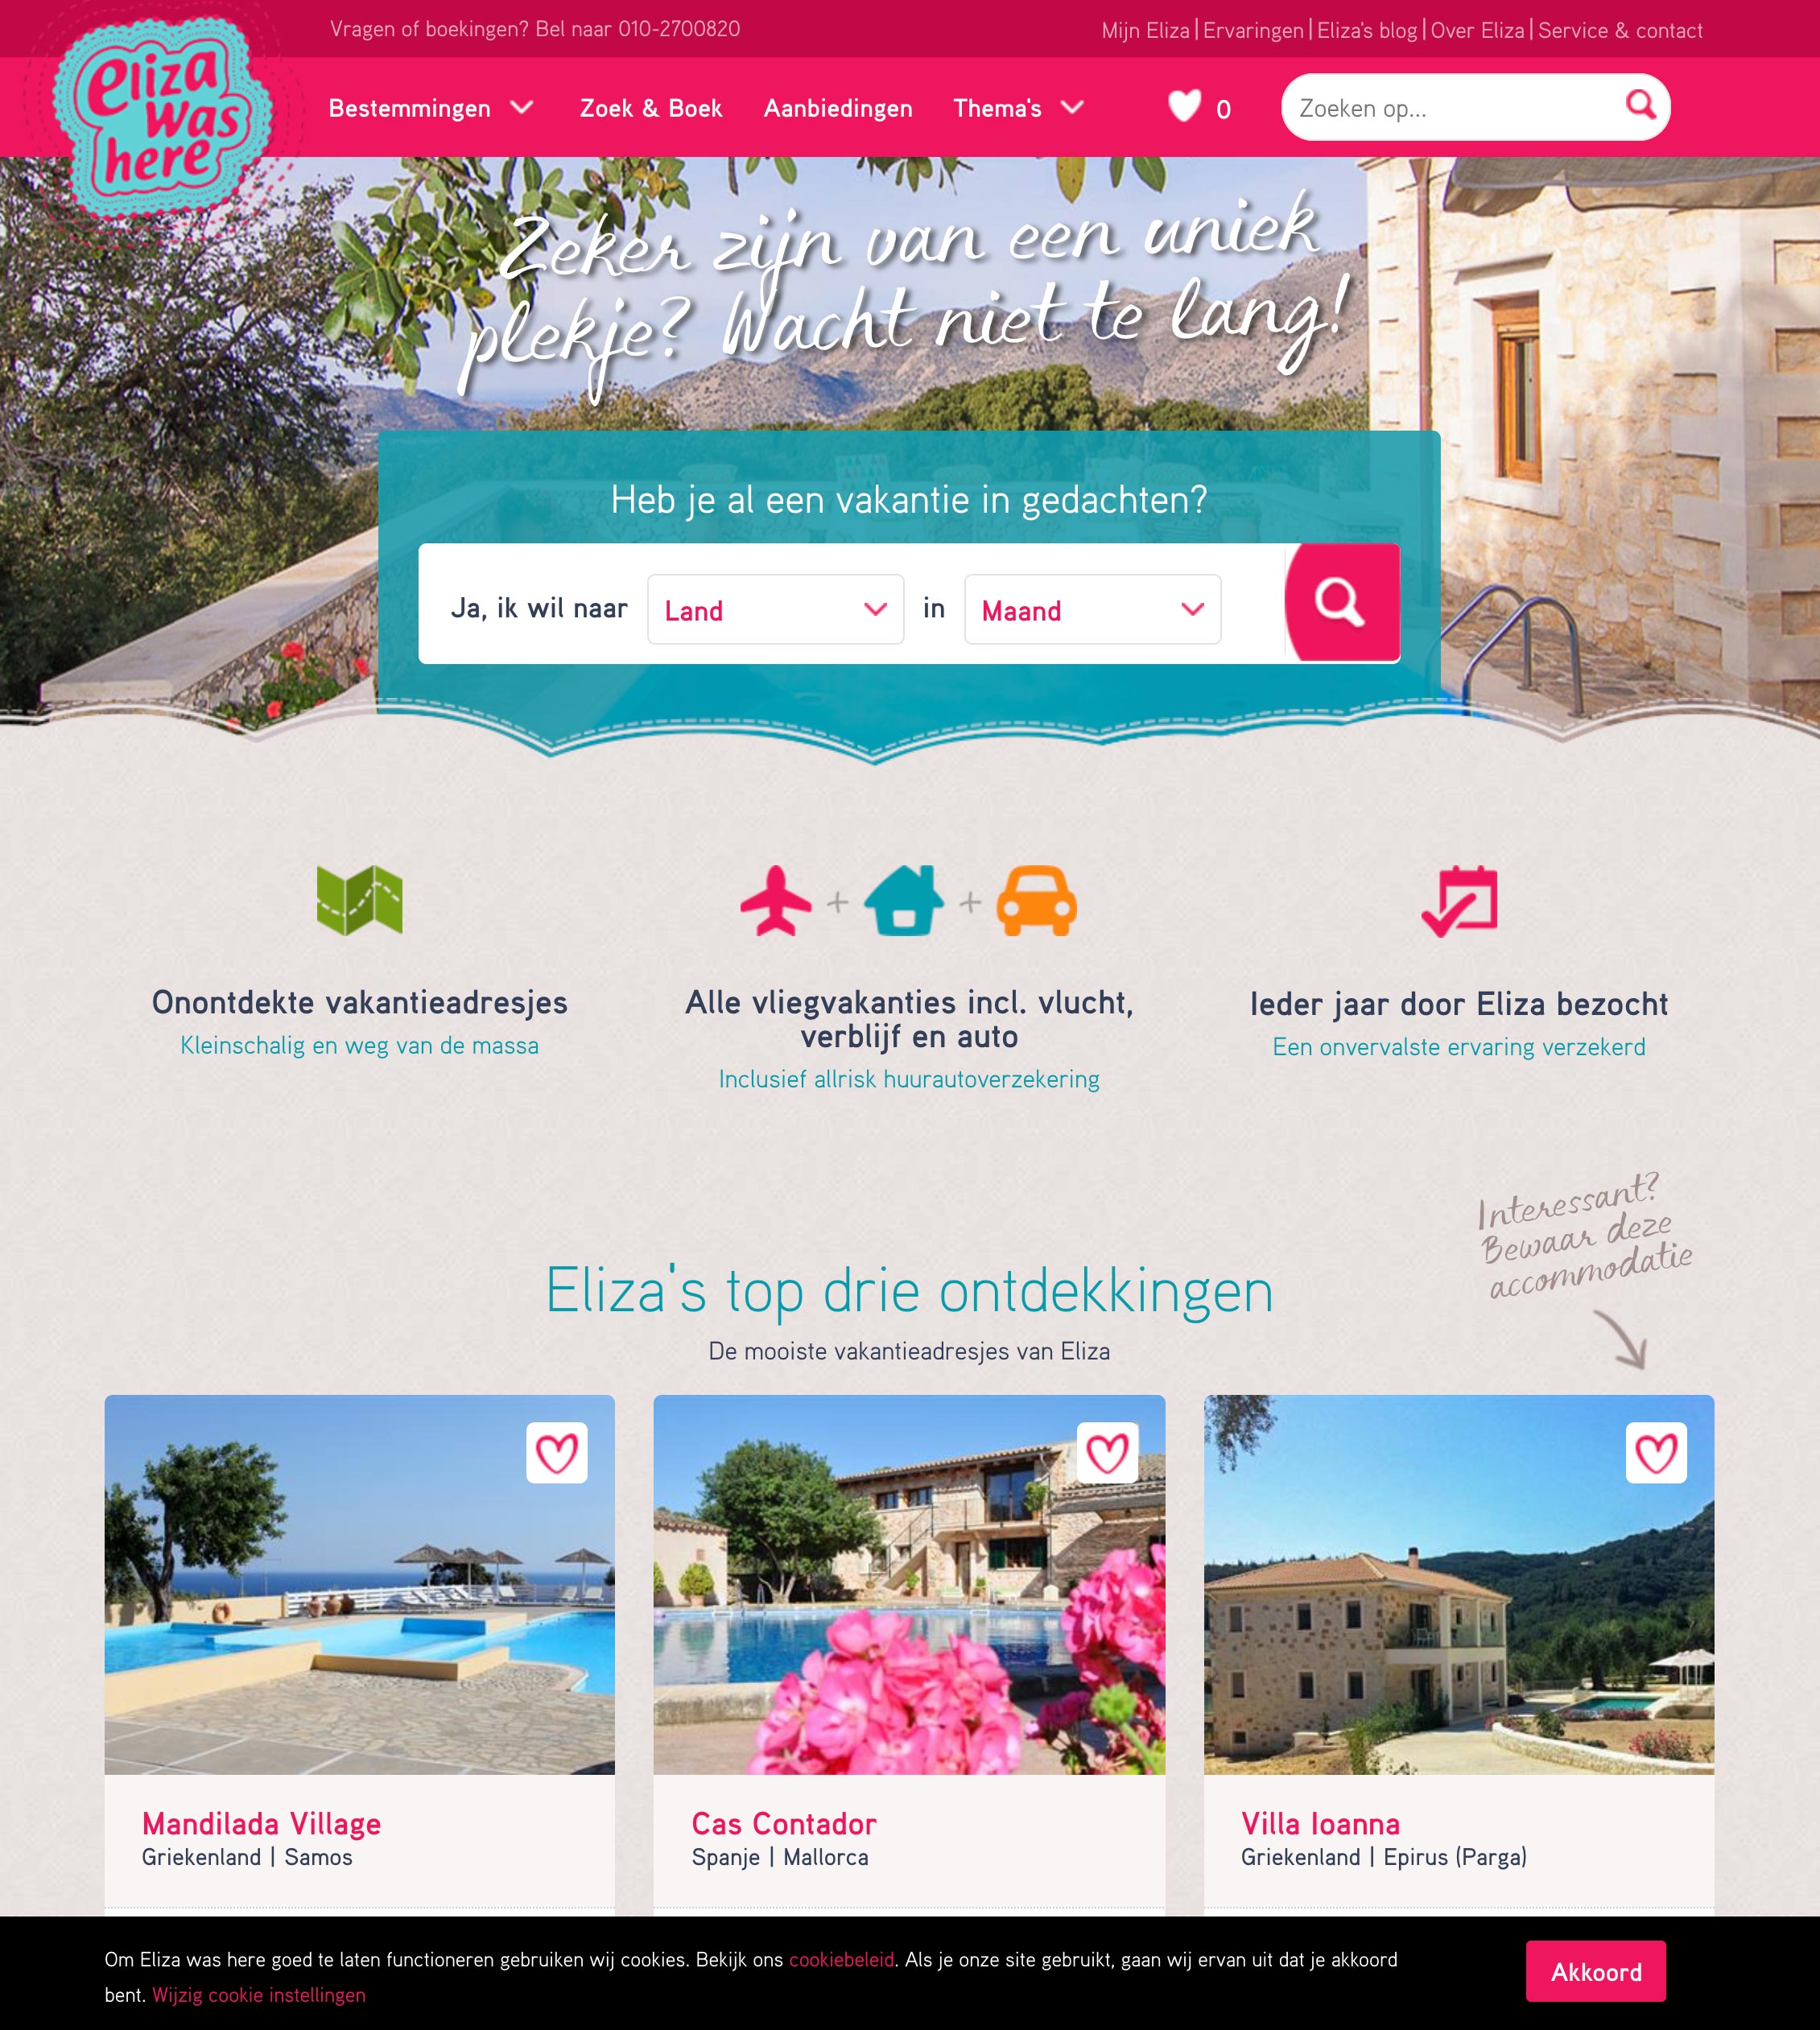 Vragen of boekingen? Bel naar 010-2700820
Mijn Eliza | Ervaringen | Eliza's blog | Over Eliza | Service & contact
eliza
was
here
Bestemmingen
Zoek & Boek
Aanbiedingen
Thema's
0
Zoeken op...
Zeker zijn van een uniek
plekje? Wacht niet te lang!
Heb je al een vakantie in gedachten?
Ja, ik wil naar
Land
in
Maand
Onontdekte vakantieadresjes
Kleinschalig en weg van de massa
Alle vliegvakanties incl. vlucht,
verblijf en auto
Inclusief allrisk huurautoverzekering
Ieder jaar door Eliza bezocht
Een onvervalste ervaring verzekerd
Interessant?
Bewaar deze
accommodatie
Eliza's top drie ontdekkingen
De mooiste vakantieadresjes van Eliza
Mandilada Village
Griekenland | Samos
Cas Contador
Spanje | Mallorca
Villa Ioanna
Griekenland | Epirus (Parga)
Om Eliza was here goed te laten functioneren gebruiken wij cookies. Bekijk ons cookiebeleid. Als je onze site gebruikt, gaan wij ervan uit dat je akkoord
bent. Wijzig cookie instellingen
Akkoord